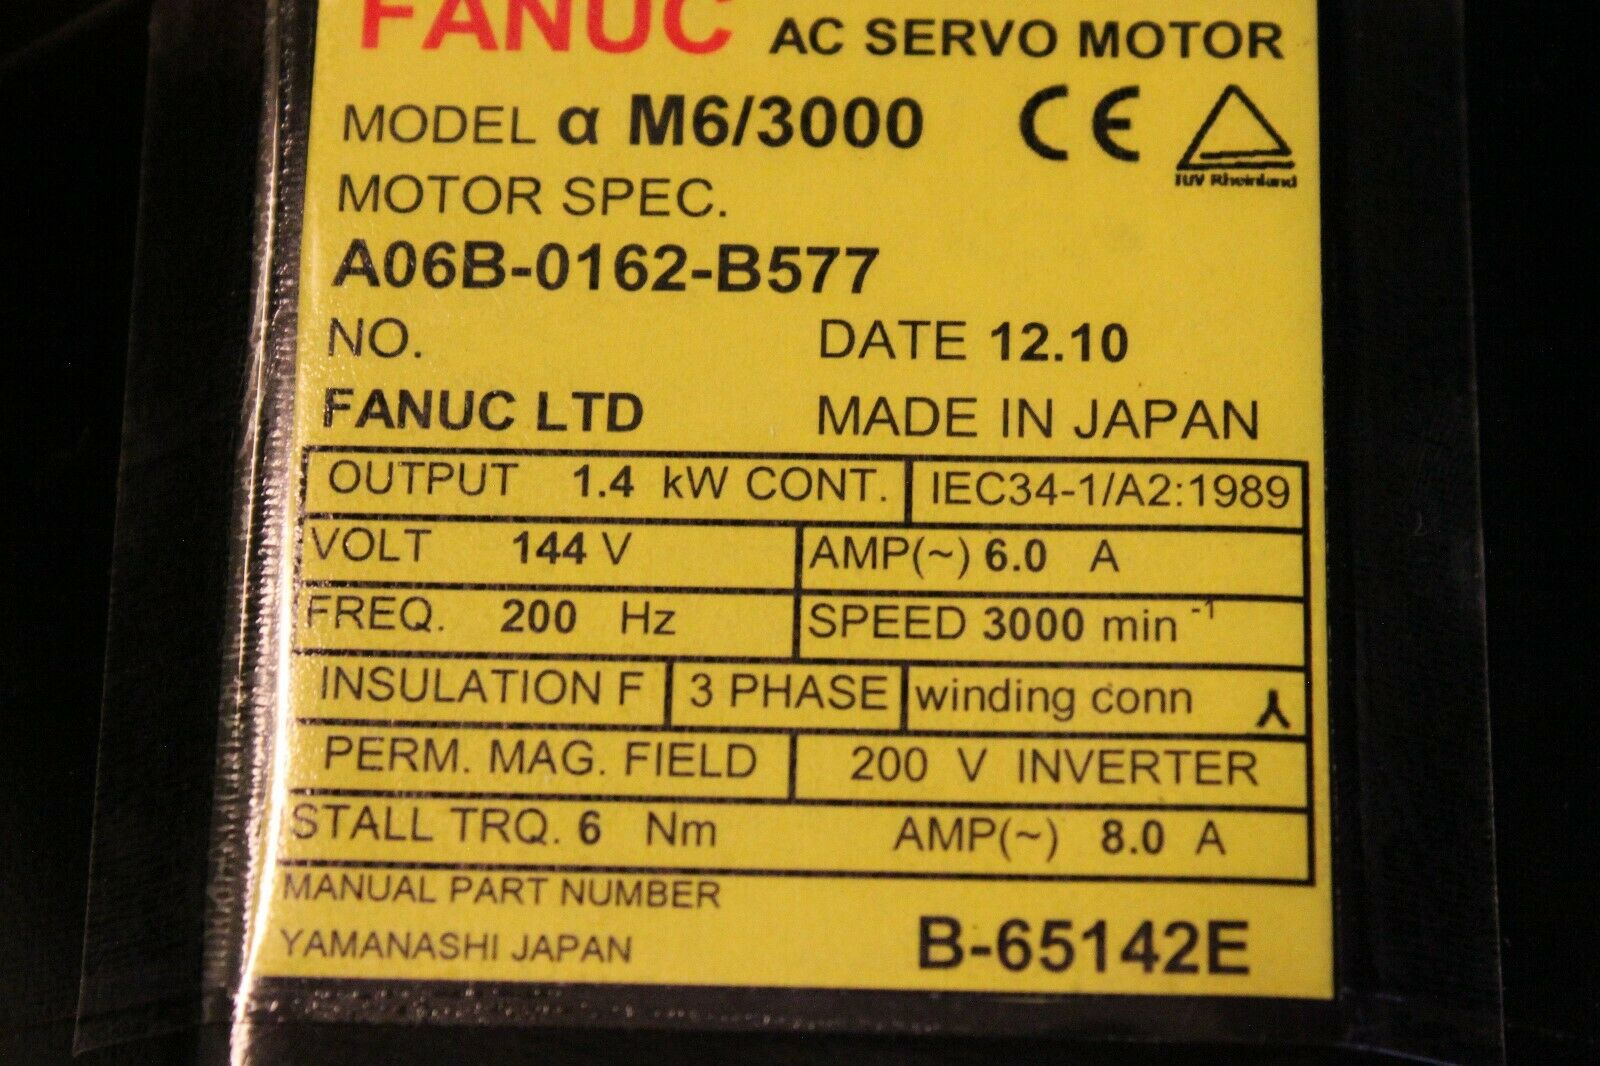 FANUC AC SERVO MOTOR
MODEL α M6/3000
CE
TUV Rheinland
MOTOR SPEC.
A06B-0162-B577
NO. DATE 12.10
FANUC LTD MADE IN JAPAN
OUTPUT 1.4 kW CONT. IEC34-1/A2:1989
VOLT 144 V AMP(~) 6.0 A
FREQ. 200 Hz SPEED 3000 min⁻¹
INSULATION F 3 PHASE winding conn
PERM. MAG. FIELD 200 V INVERTER
STALL TRQ. 6 Nm AMP(~) 8.0 A
MANUAL PART NUMBER
YAMANASHI JAPAN B-65142E